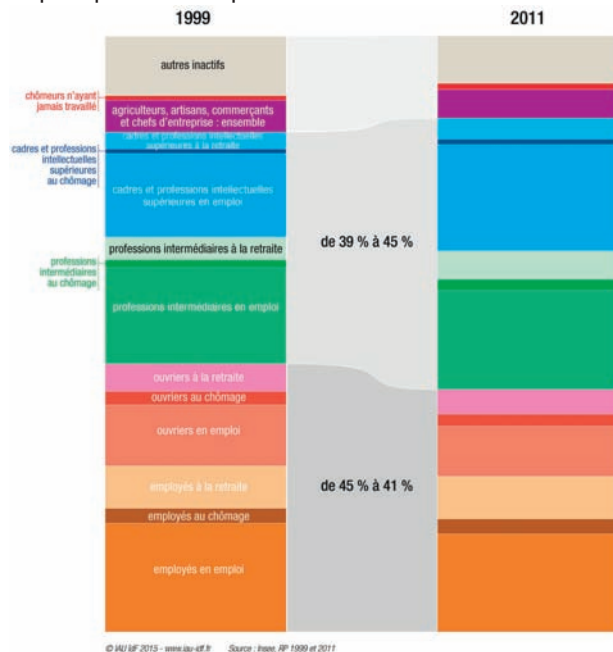 1999
2011
autres inactifs
chômeurs n'ayant
jamais travaillé
agriculteurs, artisans, commerçants
et chefs d'entreprise : ensemble
cadres et professions intellectuelles
supérieures à la retraite
cadres et professions
intellectuelles
supérieures
au chômage
cadres et professions intellectuelles
supérieures en emploi
professions intermédiaires à la retraite
de 39 % à 45 %
professions
intermédiaires
au chômage
professions intermédiaires en emploi
ouvriers à la retraite
ouvriers au chômage
ouvriers en emploi
employés à la retraite
de 45 % à 41 %
employés au chômage
employés en emploi
© IAU îdF 2015 - www.iau-idf.fr Source : Insee, RP 1999 et 2011